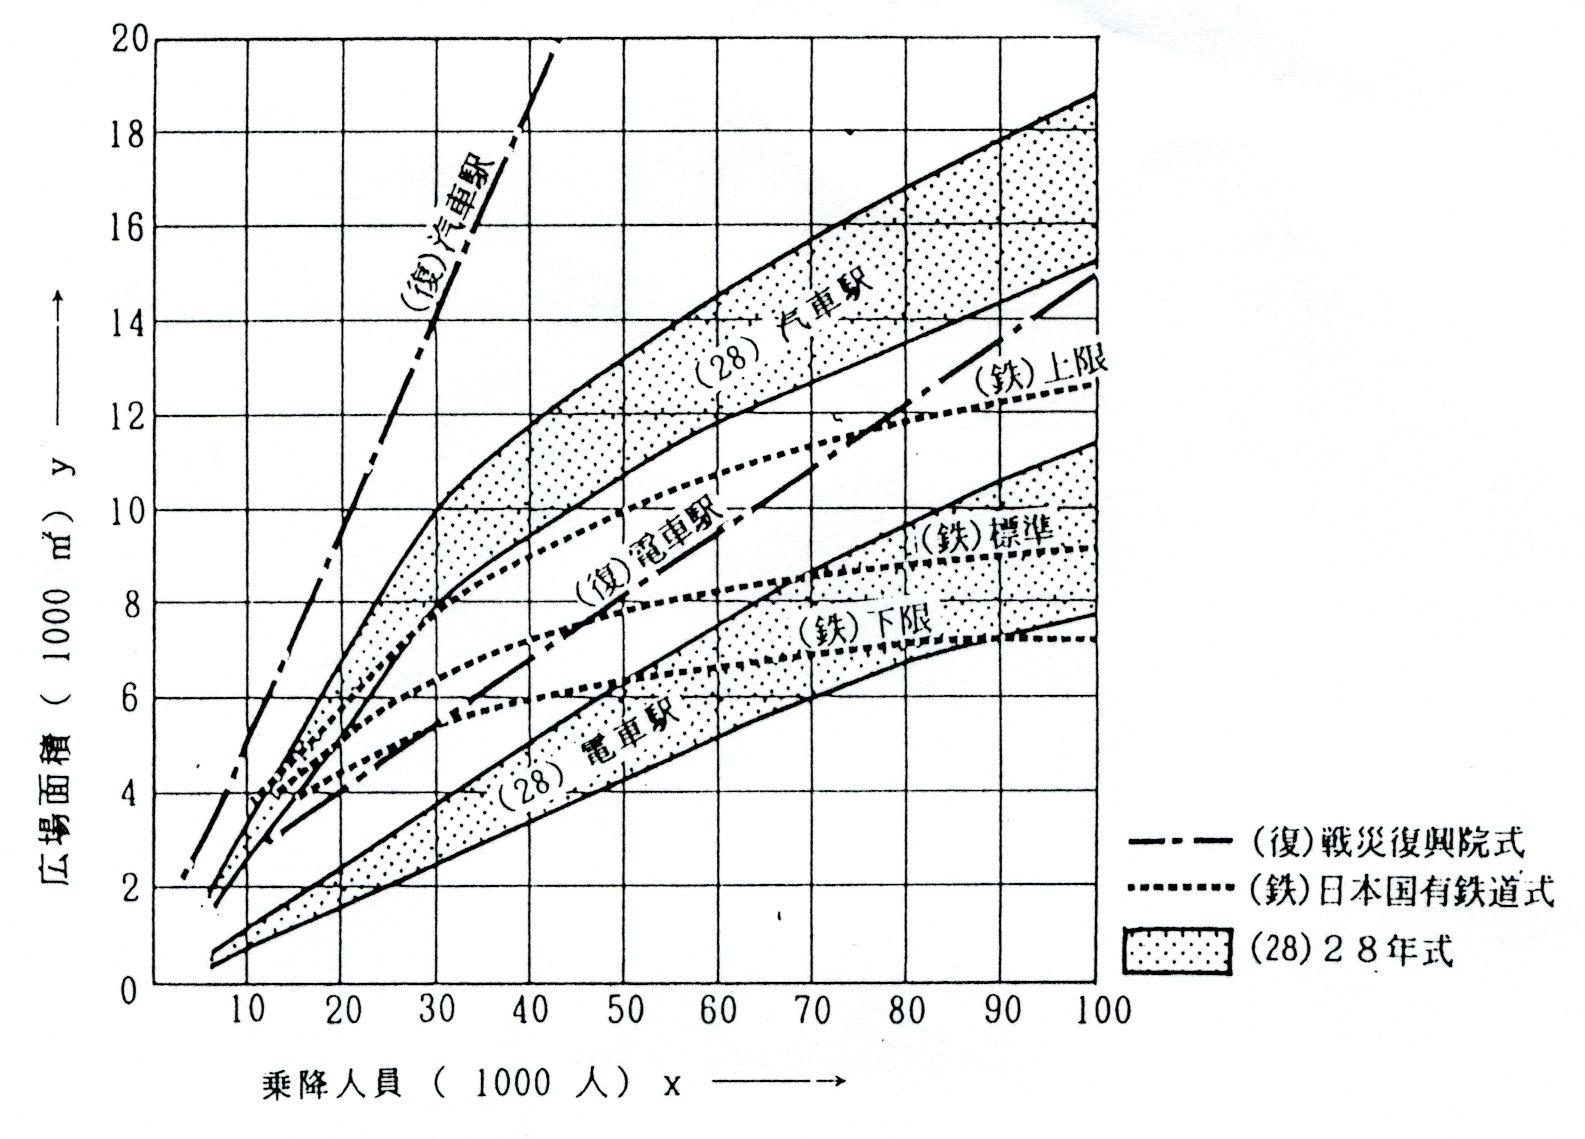 20
18
16
14
12
10
8
6
4
2
0
広場面積 ( 1000 ㎡ ) y →
10 20 30 40 50 60 70 80 90 100
乗降人員 ( 1000 人 ) x →
(復)汽車駅
(28) 汽車駅
(鉄)上限
(復)電車駅
(鉄)標準
(鉄)下限
(28) 電車駅
(復)戦災復興院式
(鉄)日本国有鉄道式
(28)28年式